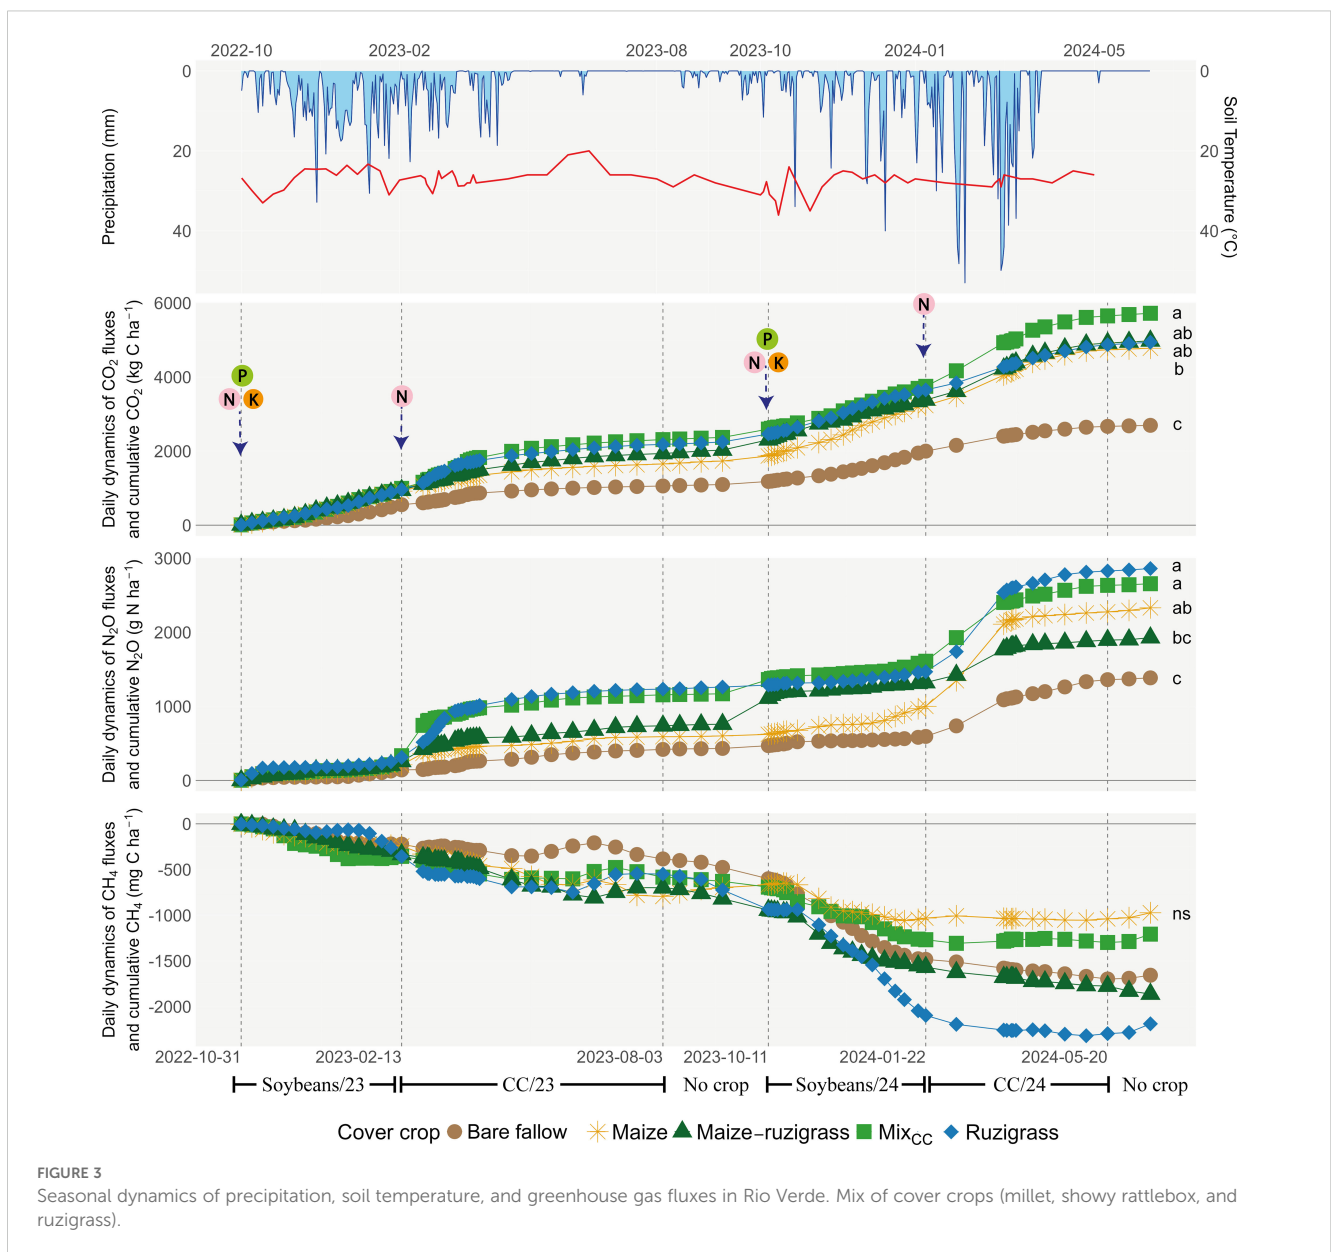 2022-10 2023-02 2023-08 2023-10 2024-01 2024-05
0 0
20 20
40 40
Precipitation (mm)
Soil Temperature (°C)
6000
4000
2000
0
Daily dynamics of CO2 fluxes
and cumulative CO2 (kg C ha−1)
P
N K
N
P
N K
N
a
ab
ab
b
c
3000
2000
1000
0
Daily dynamics of N2O fluxes
and cumulative N2O (g N ha−1)
a
a
ab
bc
c
0
-500
-1000
-1500
-2000
Daily dynamics of CH4 fluxes
and cumulative CH4 (mg C ha−1)
ns
2022-10-31 2023-02-13 2023-08-03 2023-10-11 2024-01-22 2024-05-20
Soybeans/23 CC/23 No crop Soybeans/24 CC/24 No crop
Cover crop Bare fallow Maize Maize−ruzigrass MixCC Ruzigrass
FIGURE 3
Seasonal dynamics of precipitation, soil temperature, and greenhouse gas fluxes in Rio Verde. Mix of cover crops (millet, showy rattlebox, and
ruzigrass).